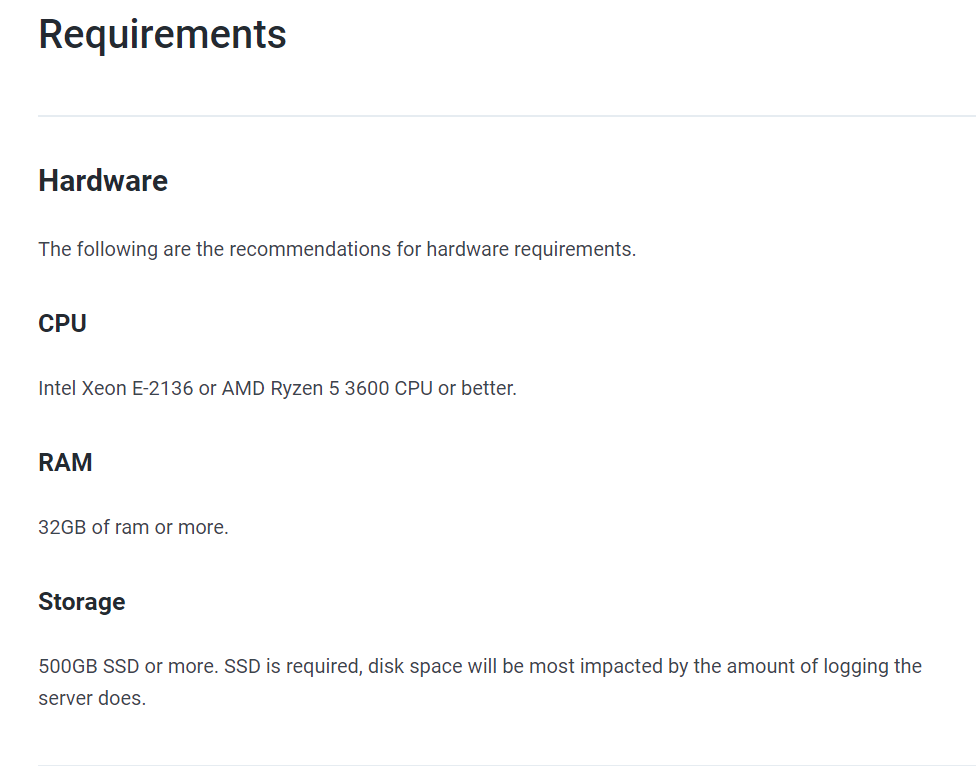 Requirements
Hardware
The following are the recommendations for hardware requirements.
CPU
Intel Xeon E-2136 or AMD Ryzen 5 3600 CPU or better.
RAM
32GB of ram or more.
Storage
500GB SSD or more. SSD is required, disk space will be most impacted by the amount of logging the
server does.